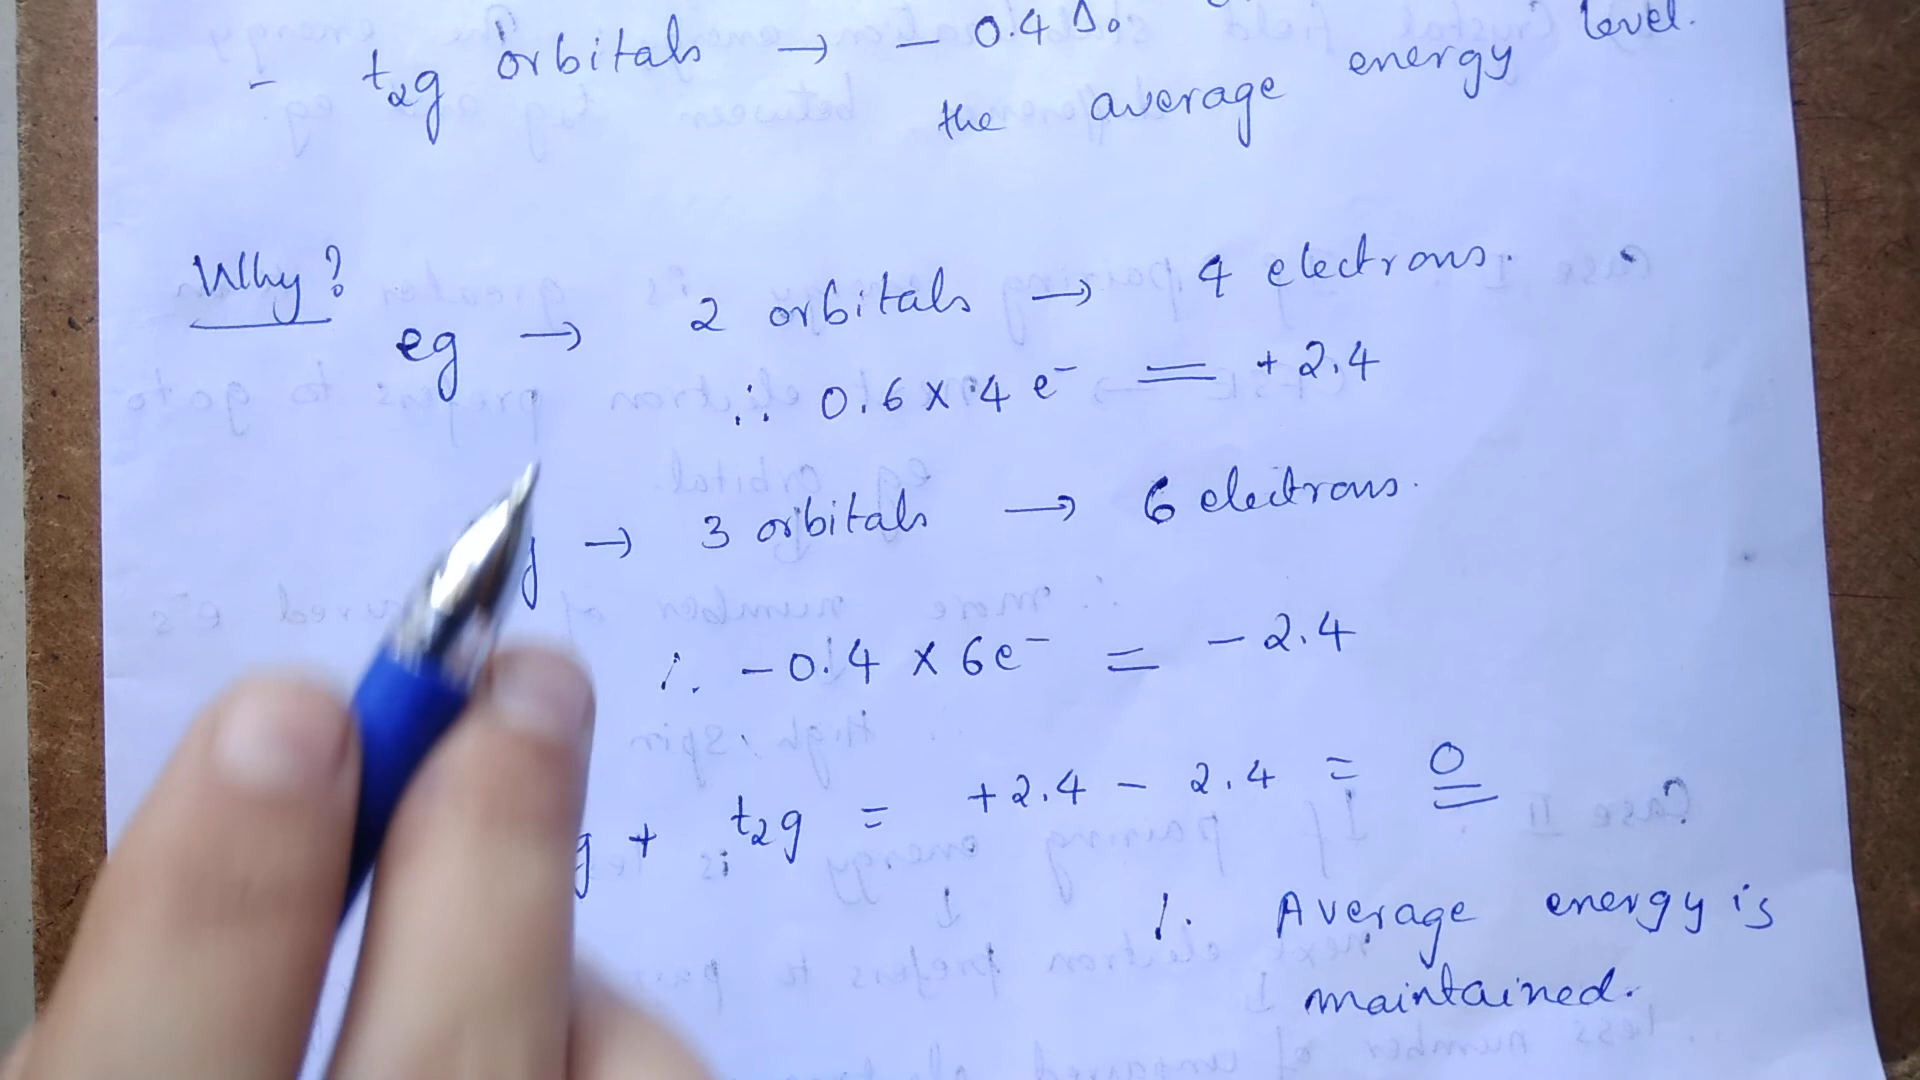 - t2g orbitals → - 0.4 Δo
the average energy level.
Why?
eg → 2 orbitals → 4 electrons.
∴ 0.6 x 4 e⁻ = + 2.4
g → 3 orbitals → 6 electrons.
∴ -0.4 x 6e⁻ = - 2.4
g + t2g = +2.4 - 2.4 = 0
∴ Average energy is
maintained.